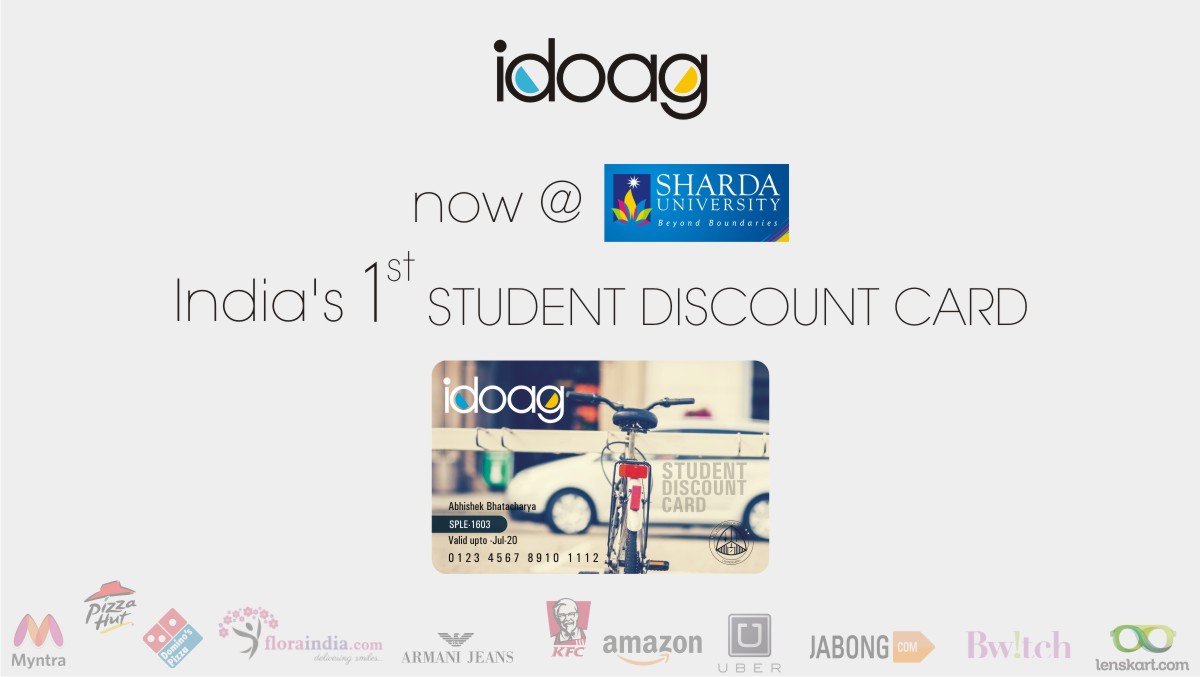 idoag
now @
SHARDA
UNIVERSITY
Beyond Boundaries
India's 1st STUDENT DISCOUNT CARD
idoag
STUDENT
DISCOUNT
CARD
Abhishek Bhatacharya
SPLE-1603
Valid upto -Jul-20
0123 4567 8910 1112
Myntra
Pizza
Hut
Domino's
Pizza
floraindia.com
delivering smiles..
ARMANI JEANS
KFC
amazon
UBER
JABONG.COM
Bw!tch
lenskart.com